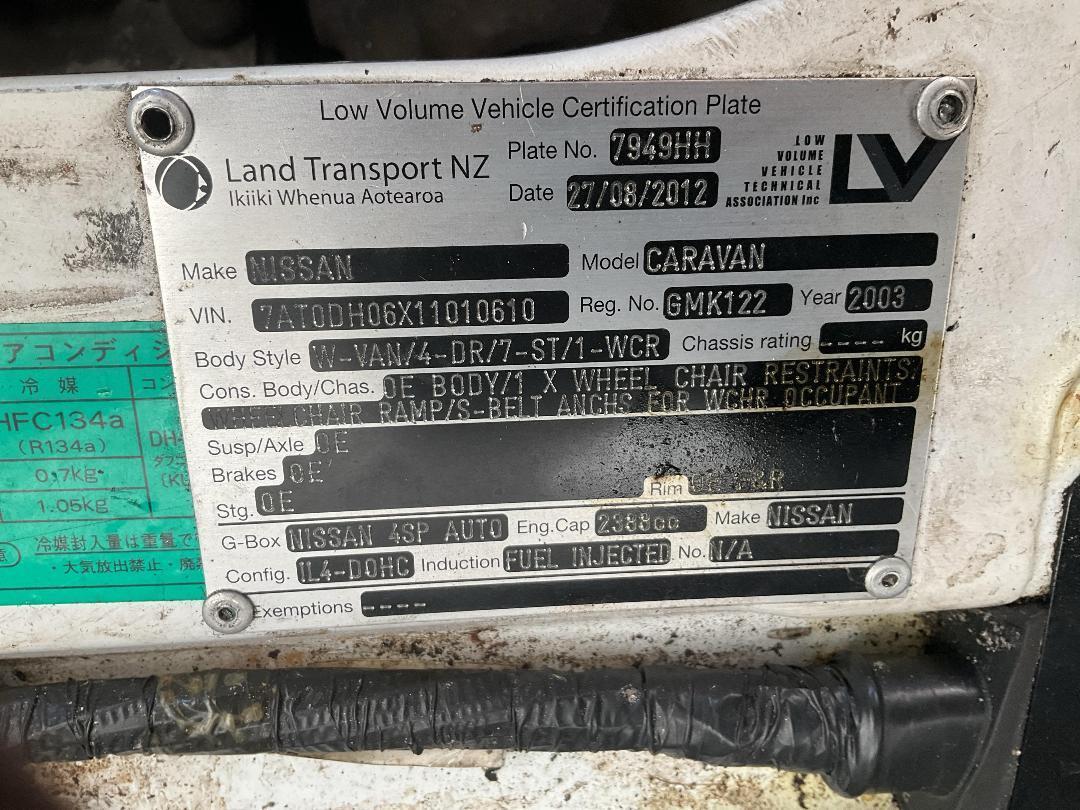 Low Volume Vehicle Certification Plate
Land Transport NZ
Ikiiki Whenua Aotearoa
Plate No. 7949HH
Date 27/08/2012
LOW
VOLUME
VEHICLE
TECHNICAL
ASSOCIATION Inc
LV
Make NISSAN Model CARAVAN
VIN. 7AT0DH06X11010610 Reg. No. GMK122 Year 2003
Body Style W-VAN/4-DR/7-ST/1-WCR Chassis rating ---- kg
Cons. Body/Chas. OE BODY/1 X WHEEL CHAIR RESTRAINTS:
WHEELCHAIR RAMP/S-BELT ANCHS FOR WCHR OCCUPANT
Susp/Axle OE
Brakes OE
Stg. OE Rim OE F&R
G-Box NISSAN 4SP AUTO Eng.Cap 2388cc Make NISSAN
Config. IL4-DOHC Induction FUEL INJECTED No. N/A
Exemptions ----
アコンディシ
冷媒
HFC134a
(R134a)
0,7kg
1.05kg
冷媒封入量は重量で
・大気放出禁止・廃